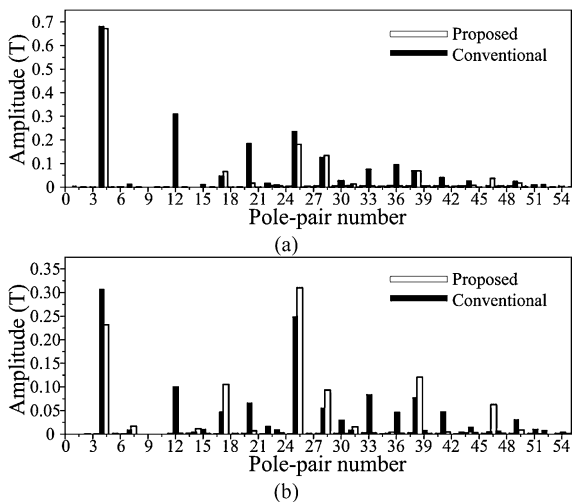 Amplitude (T)
0.7
0.6
0.5
0.4
0.3
0.2
0.1
0
Proposed
Conventional
0 3 6 9 12 15 18 21 24 27 30 33 36 39 42 45 48 51 54
Pole-pair number
(a)
Amplitude (T)
0.35
0.30
0.25
0.20
0.15
0.10
0.05
0
Proposed
Conventional
0 3 6 9 12 15 18 21 24 27 30 33 36 39 42 45 48 51 54
Pole-pair number
(b)